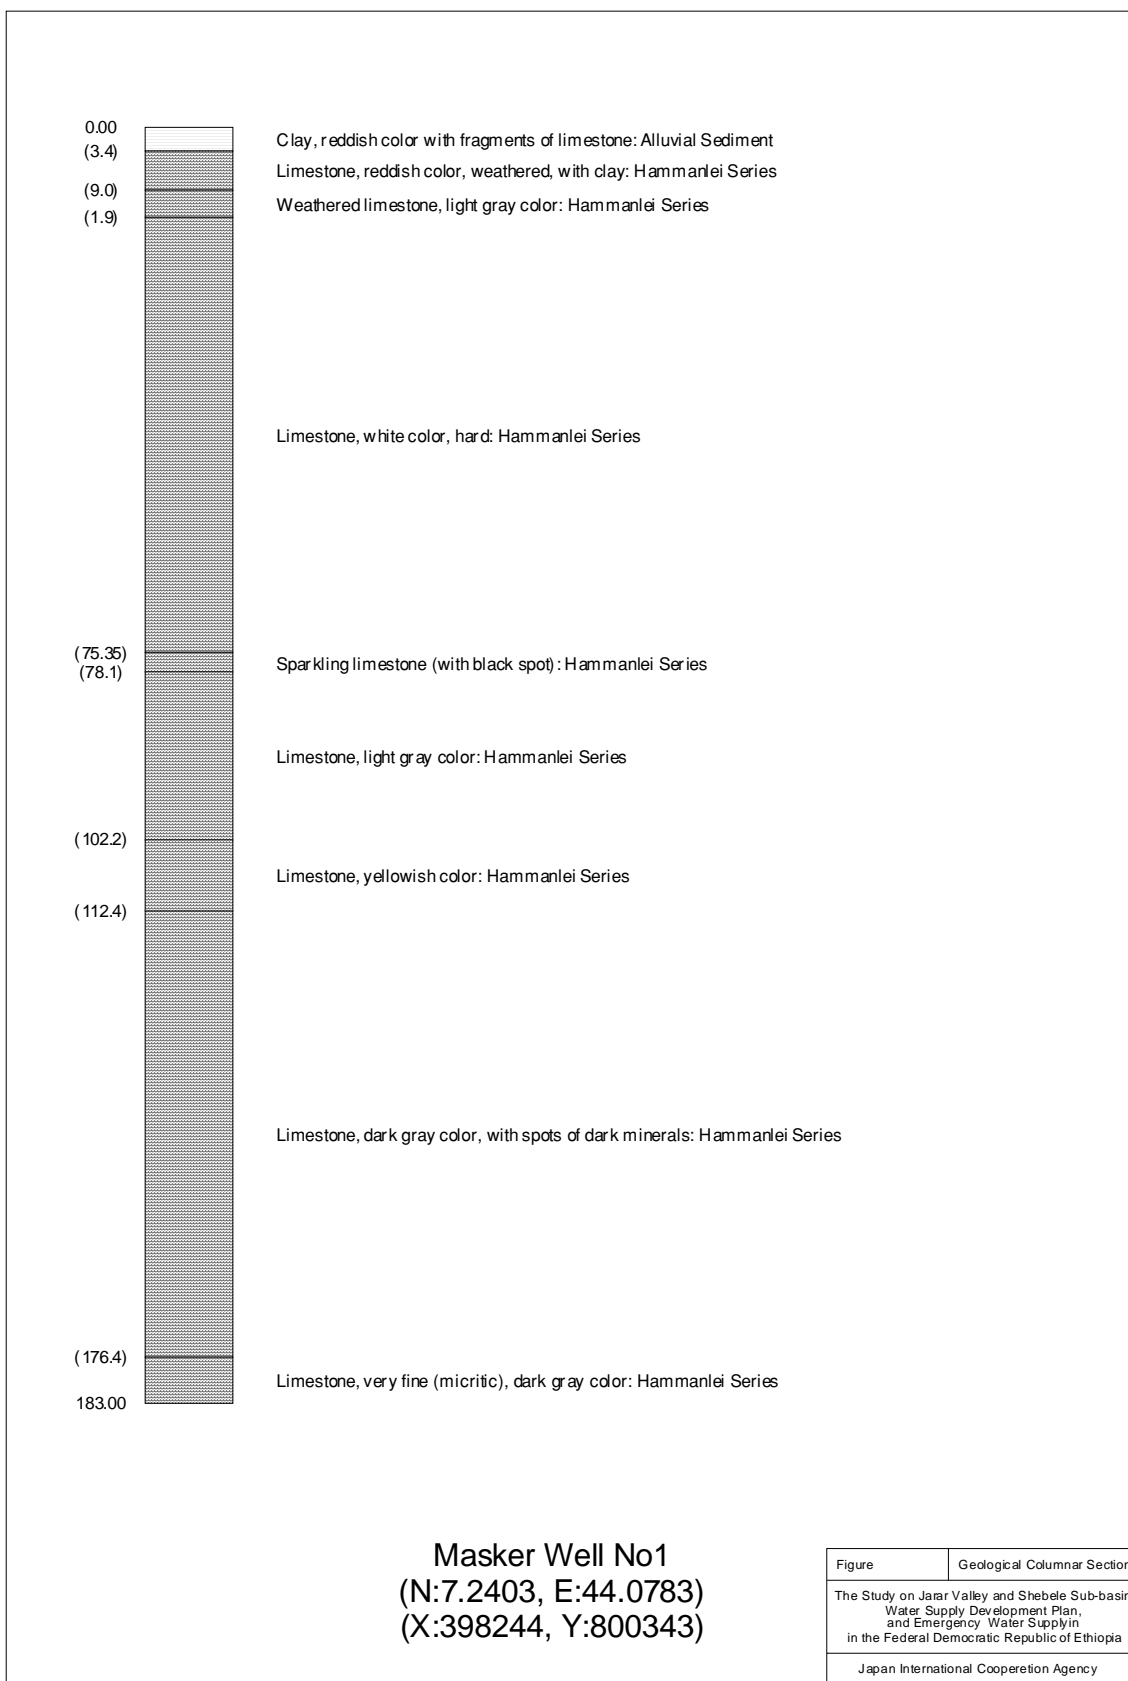 0.00
Clay, reddish color with fragments of limestone: Alluvial Sediment
(3.4)
Limestone, reddish color, weathered, with clay: Hammanlei Series
(9.0)
Weathered limestone, light gray color: Hammanlei Series
(1.9)
Limestone, white color, hard: Hammanlei Series
(75.35)
Sparkling limestone (with black spot): Hammanlei Series
(78.1)
Limestone, light gray color: Hammanlei Series
(102.2)
Limestone, yellowish color: Hammanlei Series
(112.4)
Limestone, dark gray color, with spots of dark minerals: Hammanlei Series
(176.4)
Limestone, very fine (micritic), dark gray color: Hammanlei Series
183.00
Masker Well No1
(N:7.2403, E:44.0783)
(X:398244, Y:800343)
Figure
Geological Columnar Section
The Study on Jarar Valley and Shebele Sub-basin
Water Supply Development Plan,
and Emergency Water Supplyin
in the Federal Democratic Republic of Ethiopia
Japan International Cooperetion Agency